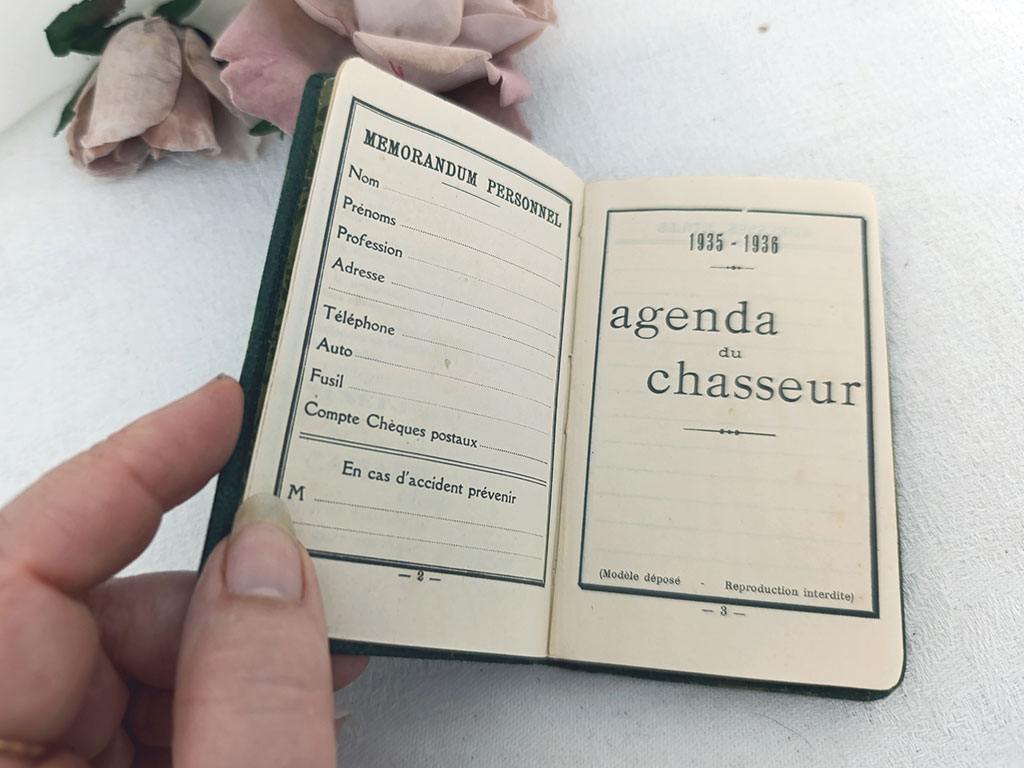 MEMORANDUM PERSONNEL
Nom
Prénoms
Profession
Adresse
Téléphone
Auto
Fusil
Compte Chèques postaux
En cas d'accident prévenir
M
— 2 —
1935 - 1936
agenda
du
chasseur
(Modèle déposé - Reproduction interdite)
— 3 —